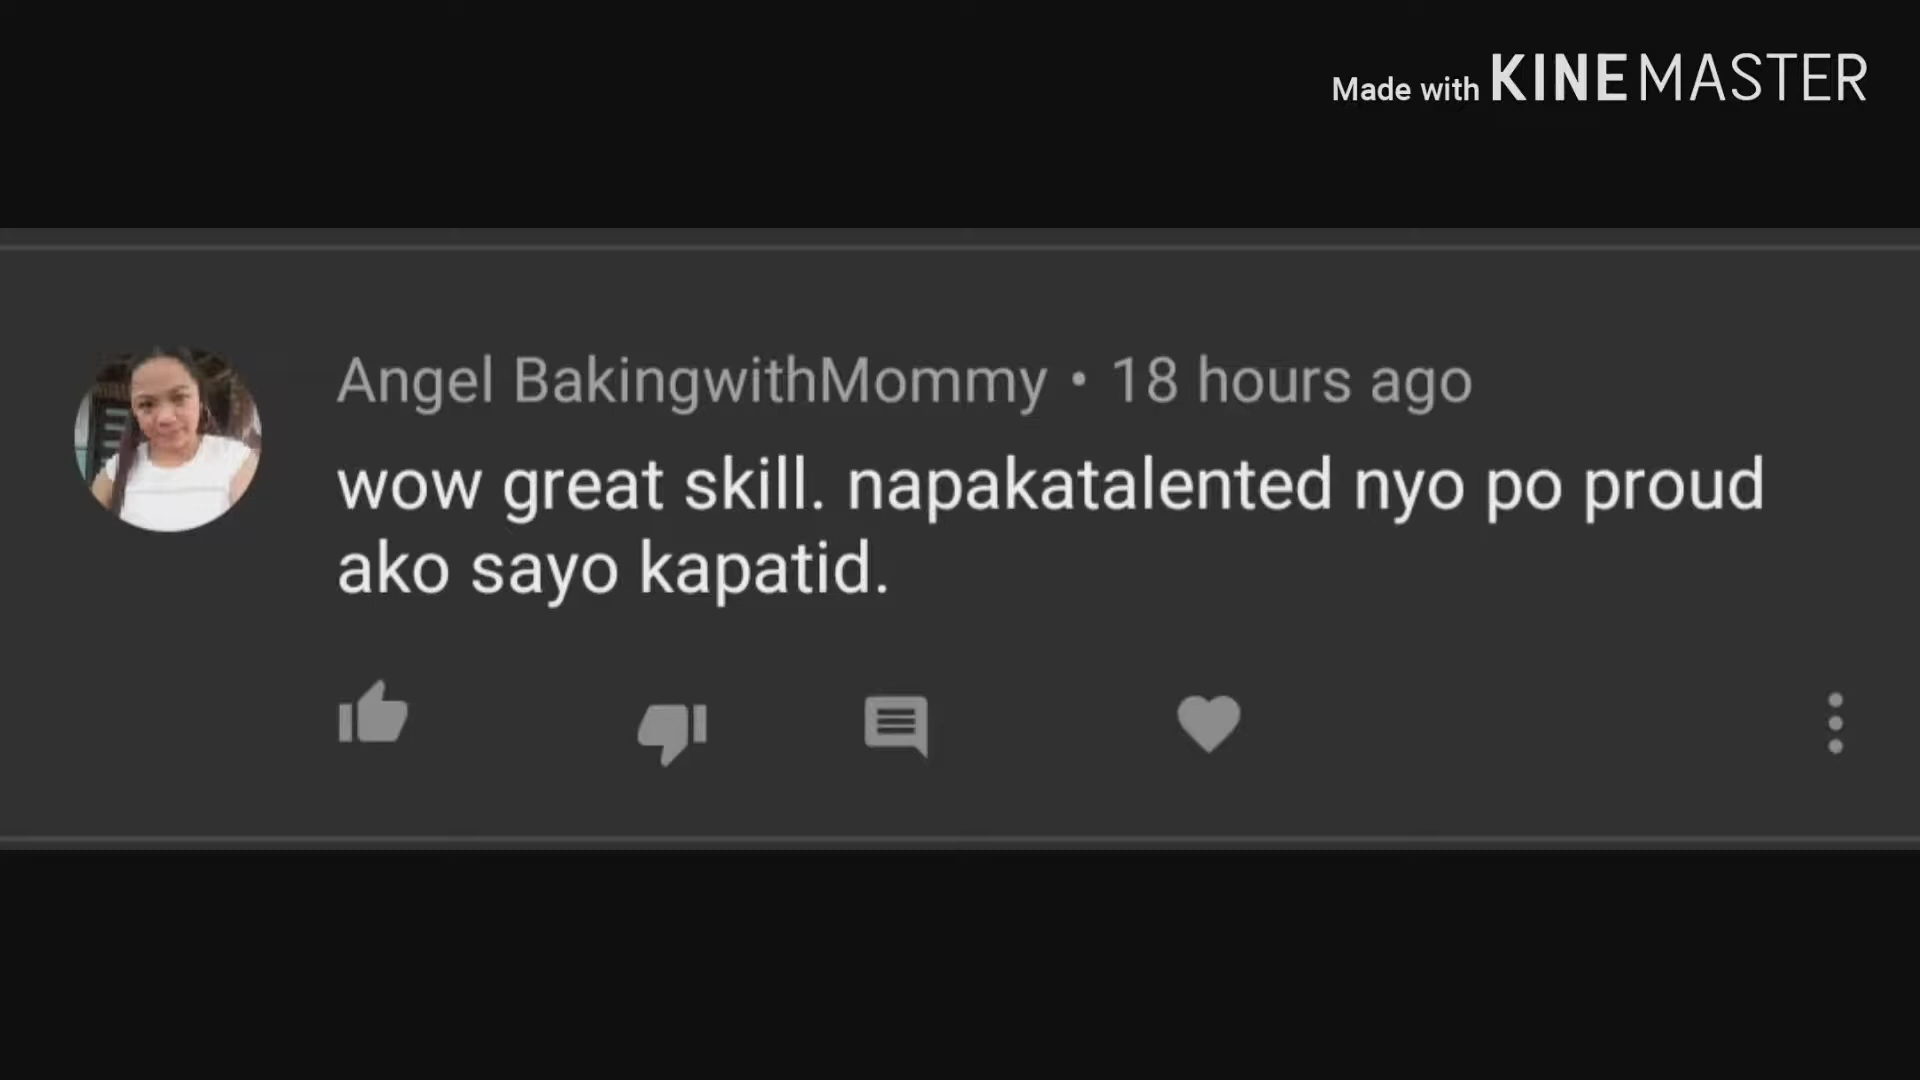 Made with KINEMASTER
Angel BakingwithMommy • 18 hours ago
wow great skill. napakatalented nyo po proud
ako sayo kapatid.